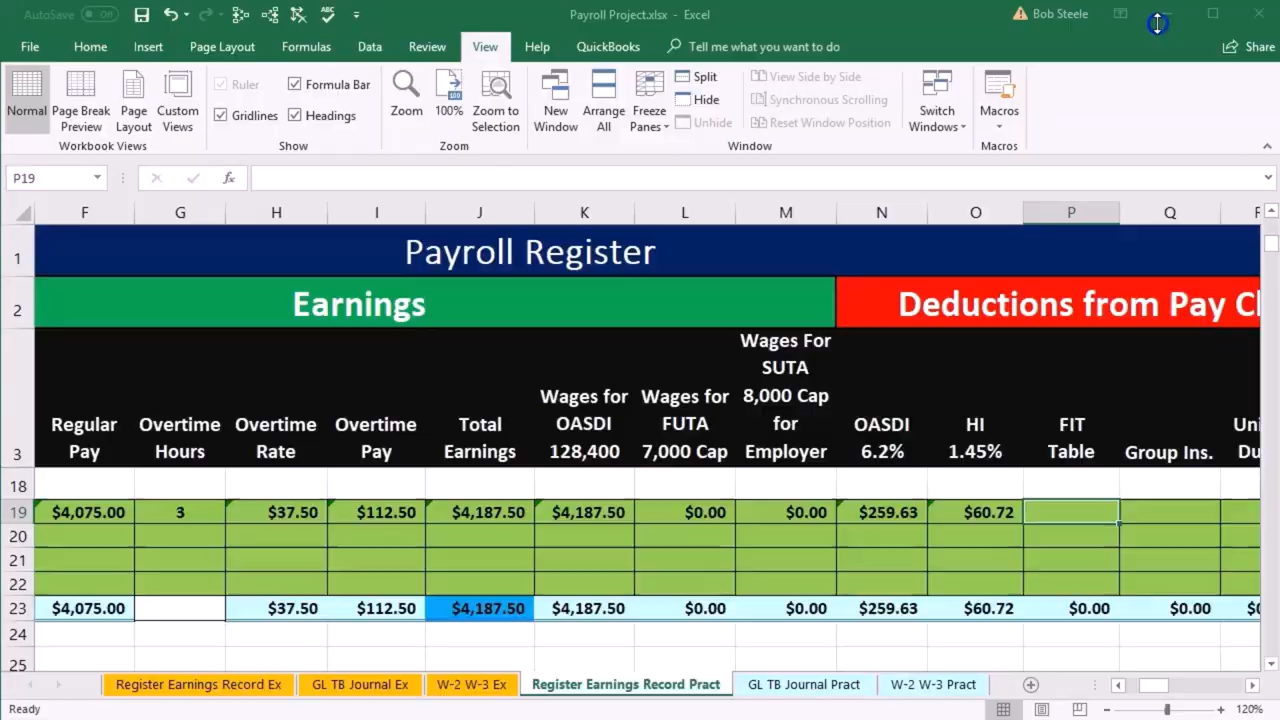 AutoSave Off
Payroll Project.xlsx - Excel
Bob Steele
File Home Insert Page Layout Formulas Data Review View Help QuickBooks Tell me what you want to do Share
Normal
Page Break
Preview
Page
Layout
Custom
Views
Workbook Views
Ruler
Formula Bar
Gridlines
Headings
Show
Zoom
100%
Zoom to
Selection
Zoom
New
Window
Arrange
All
Freeze
Panes
Split
Hide
Unhide
View Side by Side
Synchronous Scrolling
Reset Window Position
Switch
Windows
Window
Macros
Macros
P19
fx
F G H I J K L M N O P Q
1 Payroll Register
2 Earnings
Deductions from Pay
3
Regular
Pay
Overtime
Hours
Overtime
Rate
Overtime
Pay
Total
Earnings
Wages for
OASDI
128,400
Wages for
FUTA
7,000 Cap
Wages For
SUTA
8,000 Cap
for
Employer
OASDI
6.2%
HI
1.45%
FIT
Table
Group Ins.
18
19 $4,075.00 3 $37.50 $112.50 $4,187.50 $4,187.50 $0.00 $0.00 $259.63 $60.72
20
21
22
23 $4,075.00 $37.50 $112.50 $4,187.50 $4,187.50 $0.00 $0.00 $259.63 $60.72 $0.00 $0.00
24
25
Register Earnings Record Ex GL TB Journal Ex W-2 W-3 Ex Register Earnings Record Pract GL TB Journal Pract W-2 W-3 Pract
Ready
120%